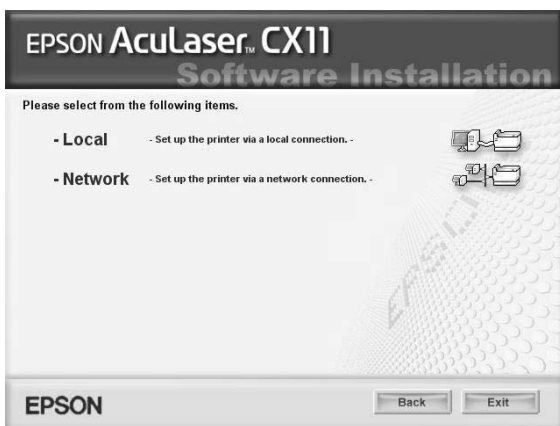 EPSON AcuLaser™ CX11
Software Installation
Please select from the following items.
- Local - Set up the printer via a local connection. -
- Network - Set up the printer via a network connection. -
EPSON
EPSON Back Exit